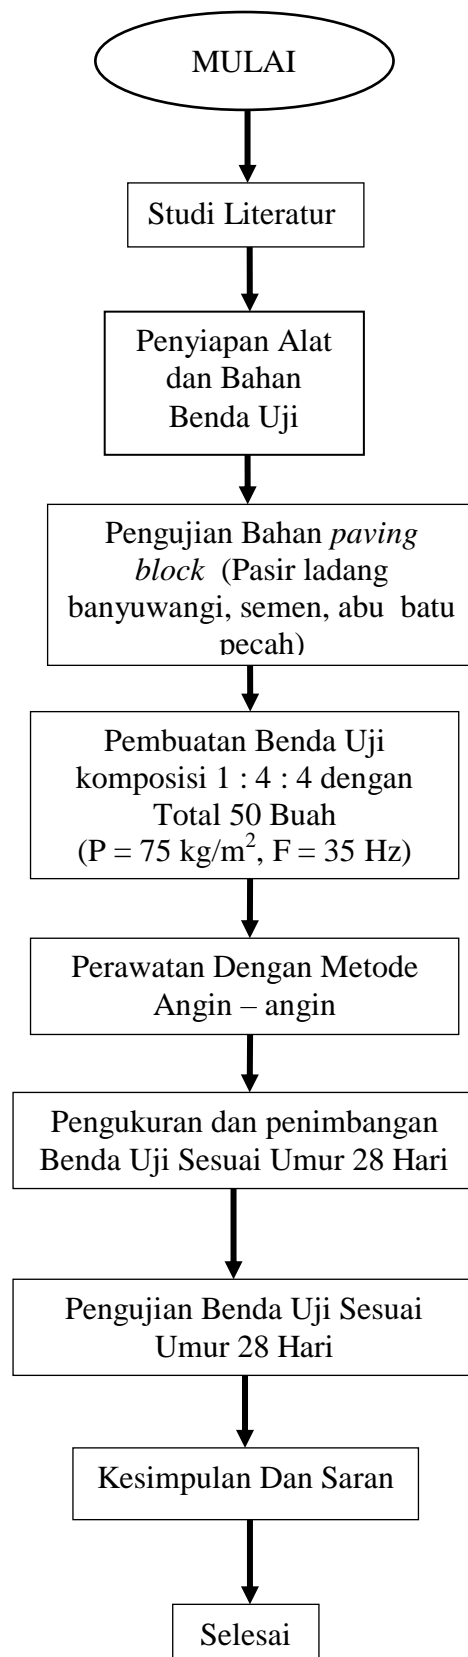 MULAI
Studi Literatur
Penyiapan Alat
dan Bahan
Benda Uji
Pengujian Bahan paving
block (Pasir ladang
banyuwangi, semen, abu batu
pecah)
Pembuatan Benda Uji
komposisi 1 : 4 : 4 dengan
Total 50 Buah
(P = 75 kg/m², F = 35 Hz)
Perawatan Dengan Metode
Angin – angin
Pengukuran dan penimbangan
Benda Uji Sesuai Umur 28 Hari
Pengujian Benda Uji Sesuai
Umur 28 Hari
Kesimpulan Dan Saran
Selesai